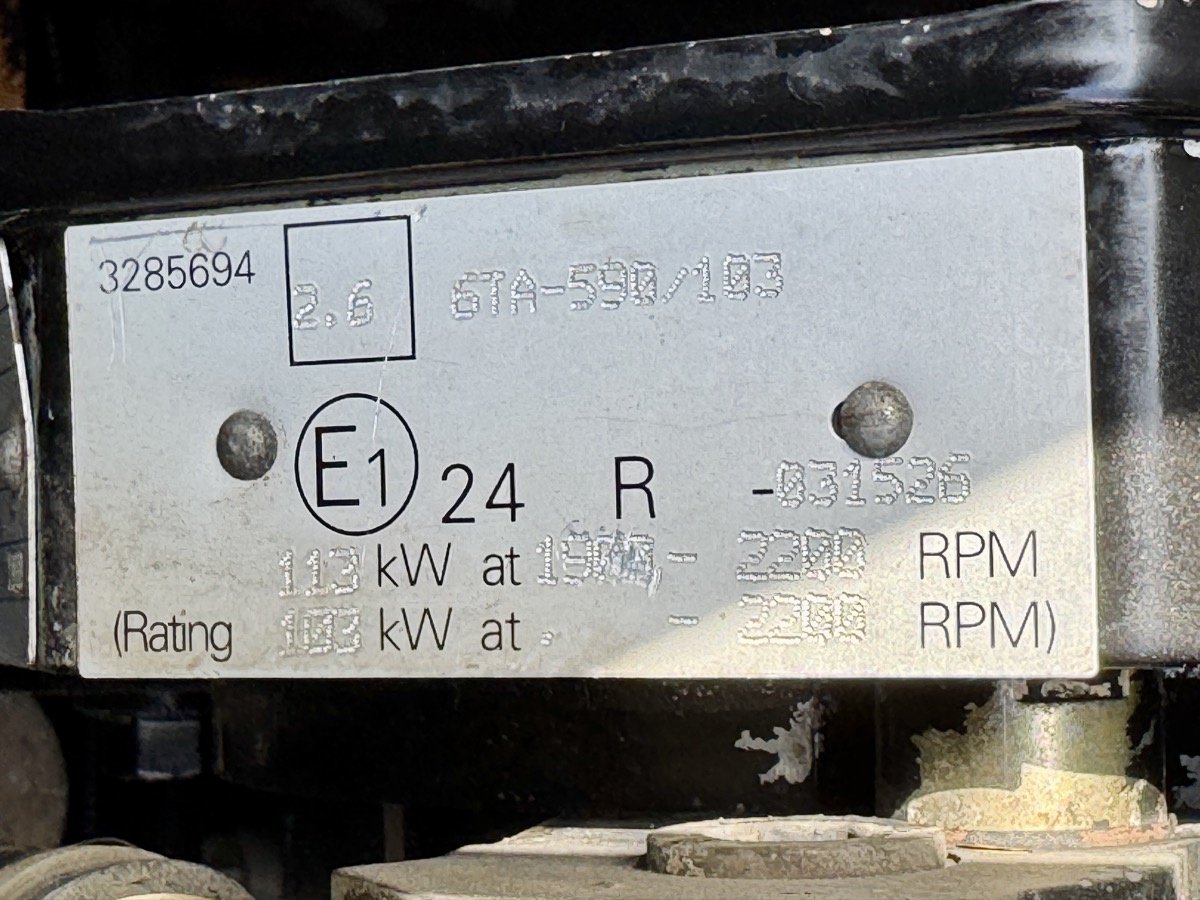 3285694 2.6 6TA-590/103
E1 24 R -031526
113 kW at 1900- 2200 RPM
(Rating 103 kW at - 2200 RPM)